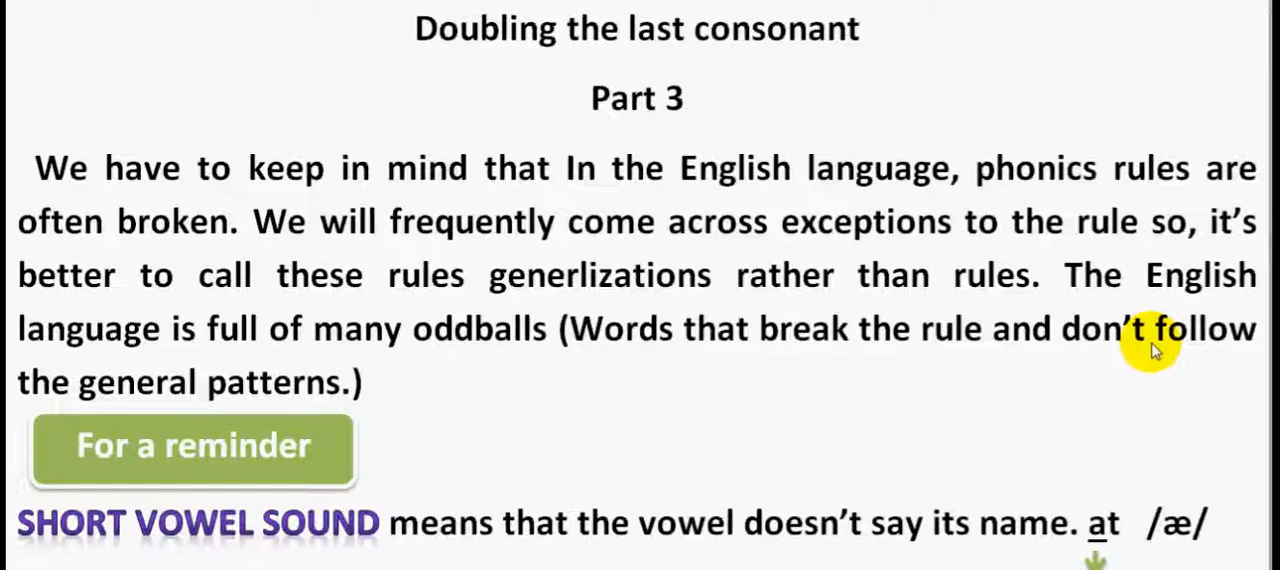 Doubling the last consonant
Part 3
We have to keep in mind that In the English language, phonics rules are
often broken. We will frequently come across exceptions to the rule so, it's
better to call these rules generlizations rather than rules. The English
language is full of many oddballs (Words that break the rule and don't follow
the general patterns.)
For a reminder
SHORT VOWEL SOUND means that the vowel doesn't say its name. at /æ/